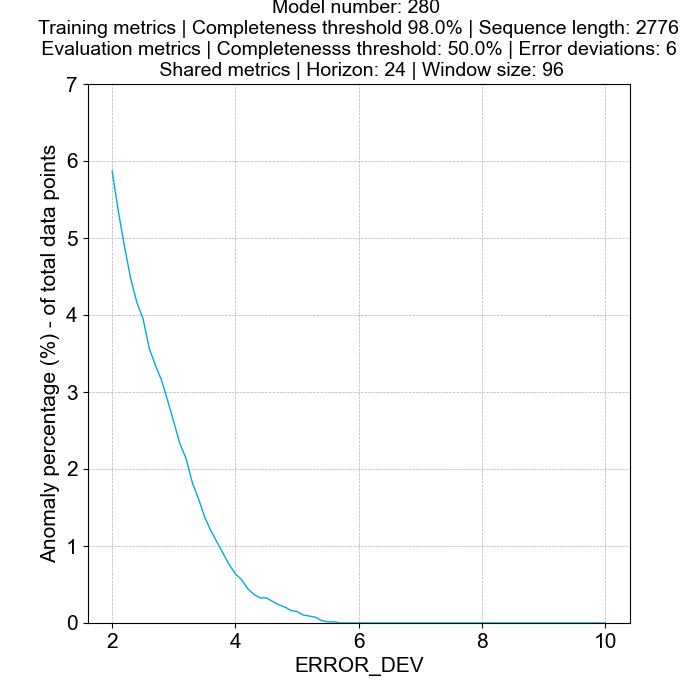 Model number: 280
Training metrics | Completeness threshold 98.0% | Sequence length: 2776
Evaluation metrics | Completenesss threshold: 50.0% | Error deviations: 6
Shared metrics | Horizon: 24 | Window size: 96
7
6
5
4
3
2
1
0
Anomaly percentage (%) - of total data points
2 4 6 8 10
ERROR_DEV